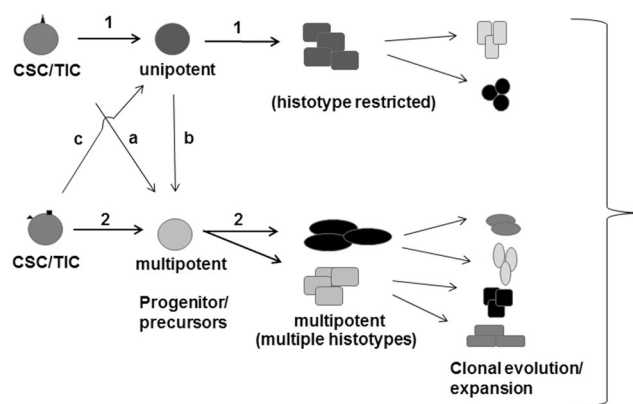 1
1
CSC/TIC
unipotent
(histotype restricted)
c
a
b
2
2
CSC/TIC
multipotent
Progenitor/
precursors
multipotent
(multiple histotypes)
Clonal evolution/
expansion